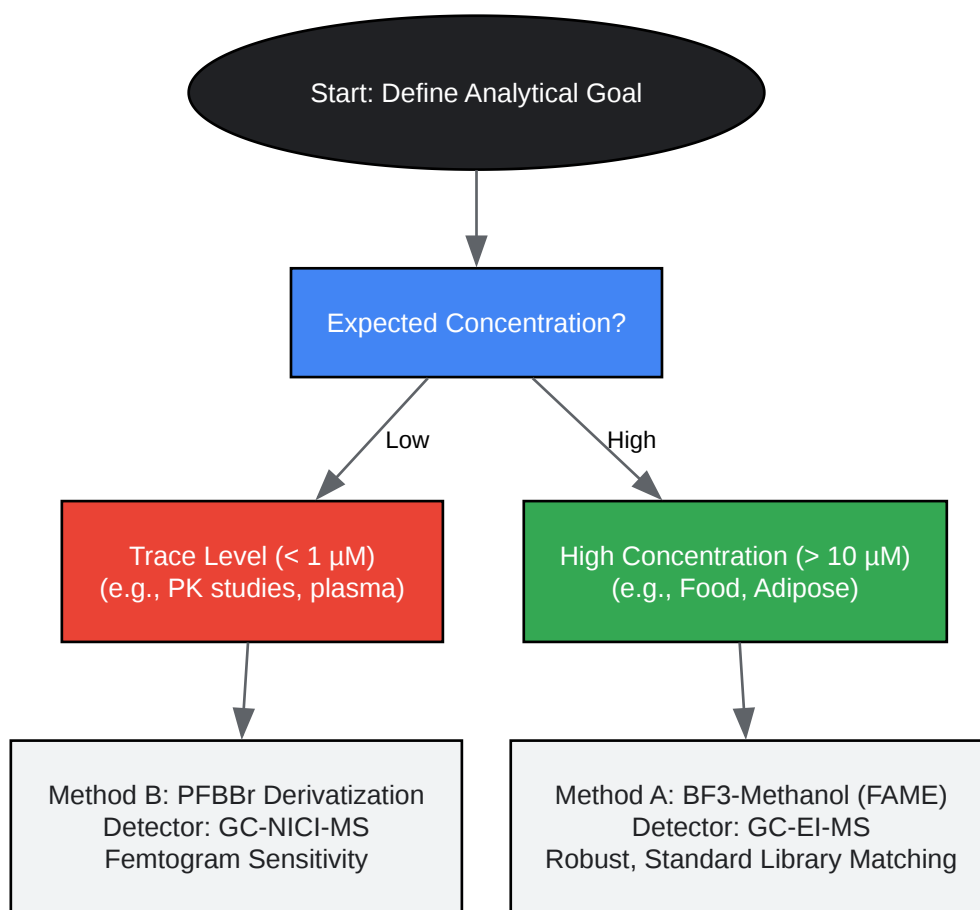 Start: Define Analytical Goal
Expected Concentration?
Low
High
Trace Level (< 1 µM)
(e.g., PK studies, plasma)
High Concentration (> 10 µM)
(e.g., Food, Adipose)
Method B: PFBBr Derivatization
Detector: GC-NICI-MS
Femtogram Sensitivity
Method A: BF3-Methanol (FAME)
Detector: GC-EI-MS
Robust, Standard Library Matching